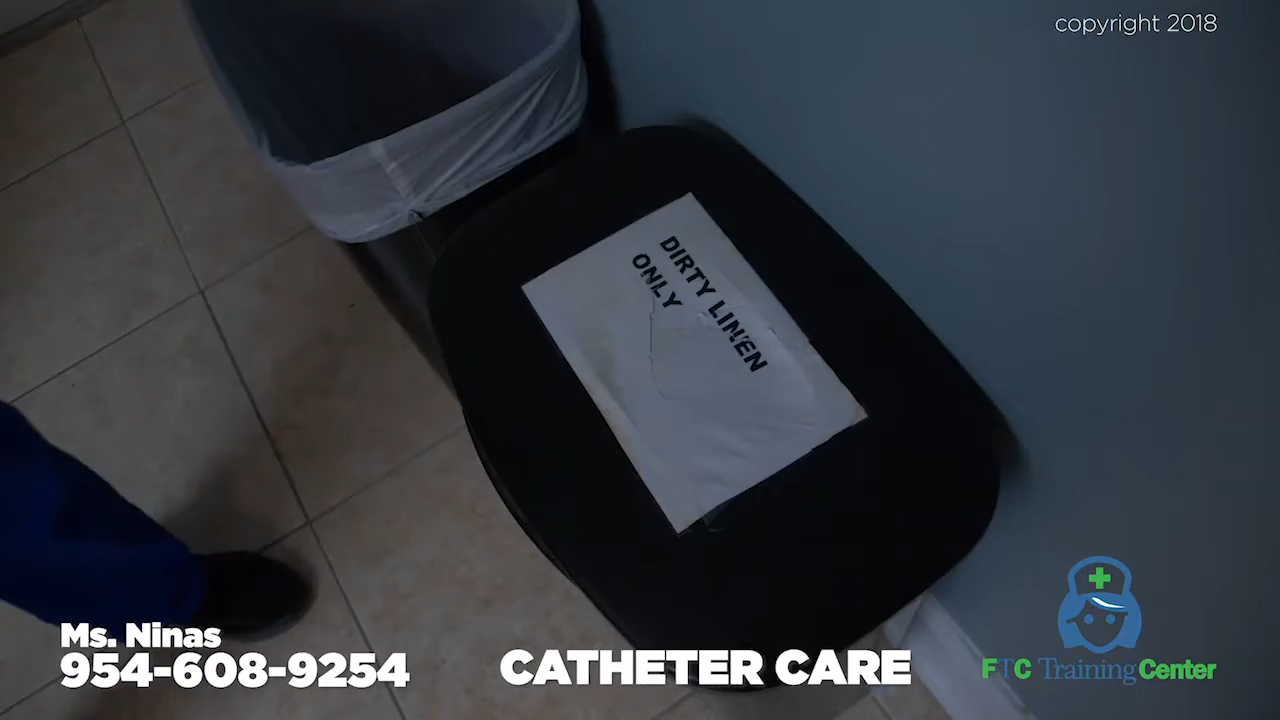 copyright 2018
DIRTY LINEN
ONLY
Ms. Ninas
954-608-9254
CATHETER CARE
FTC Training Center